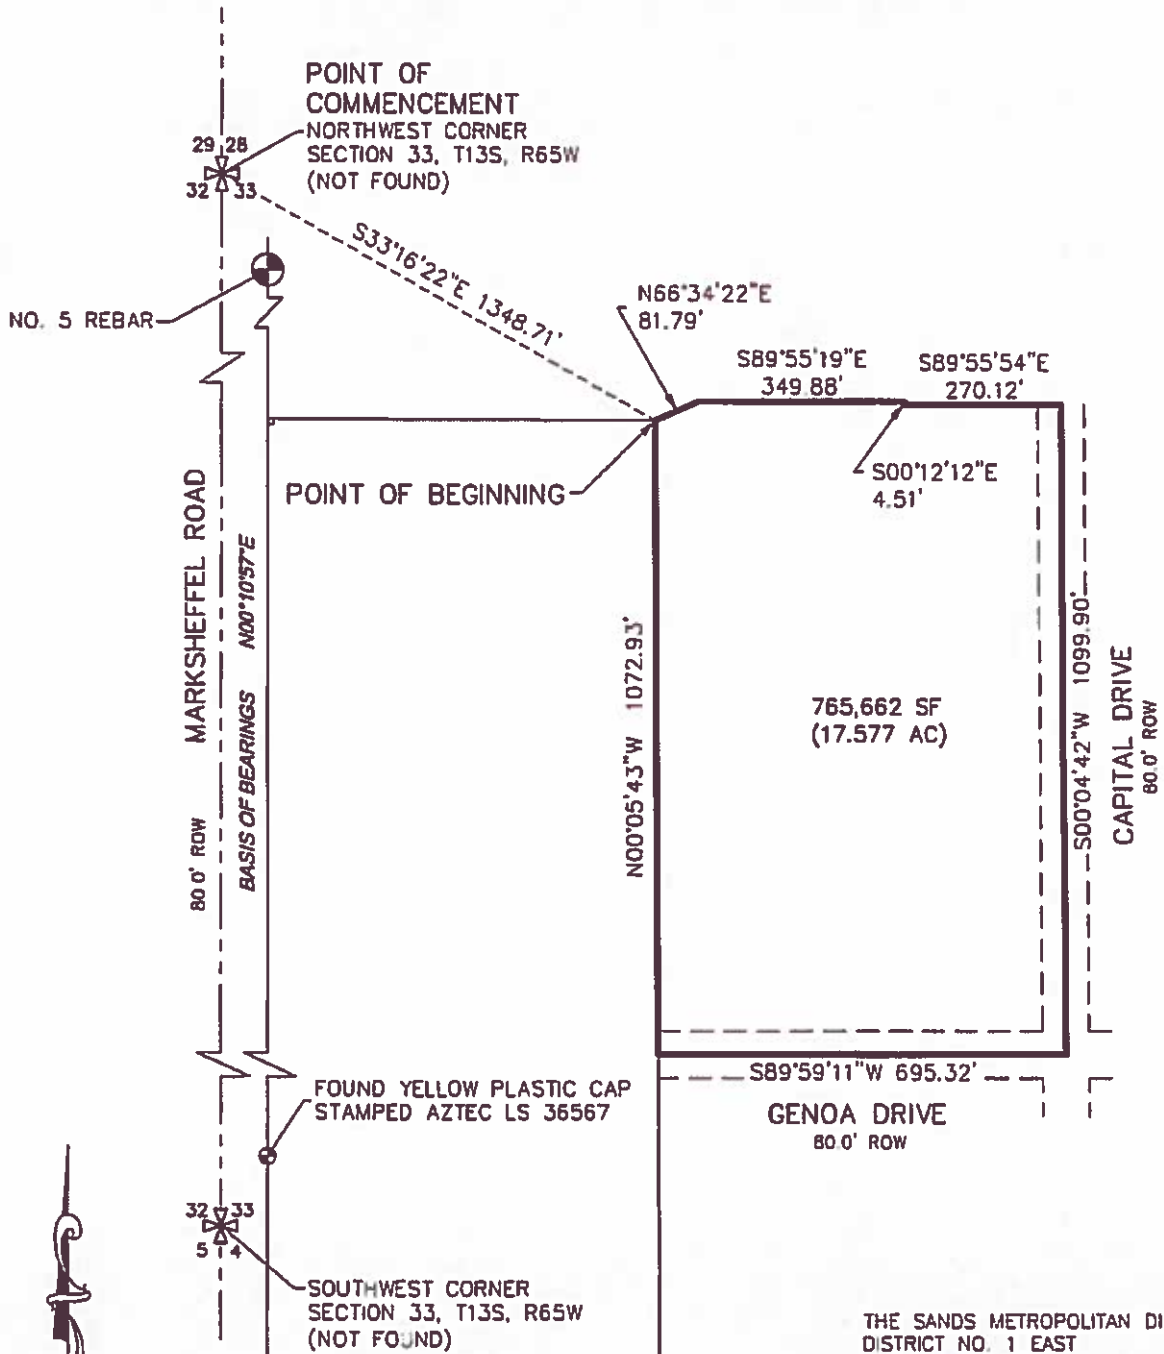 POINT OF
COMMENCEMENT
NORTHWEST CORNER
SECTION 33, T13S, R65W
(NOT FOUND)
29 28
32 33
S33°16'22"E 1348.71'
NO. 5 REBAR
N66°34'22"E
81.79'
S89°55'19"E
349.88'
S89°55'54"E
270.12'
S00°12'12"E
4.51'
POINT OF BEGINNING
MARKSHEFFEL ROAD
80.0' ROW
BASIS OF BEARINGS N00°10'57"E
N00°05'43"W 1072.93'
765,662 SF
(17.577 AC)
S00°04'42"W 1099.90'
CAPITAL DRIVE
80.0' ROW
S89°59'11"W 695.32'
GENOA DRIVE
80.0' ROW
FOUND YELLOW PLASTIC CAP
STAMPED AZTEC LS 36567
32 33
5 4
SOUTHWEST CORNER
SECTION 33, T13S, R65W
(NOT FOUND)
THE SANDS METROPOLITAN DI
DISTRICT NO. 1 EAST